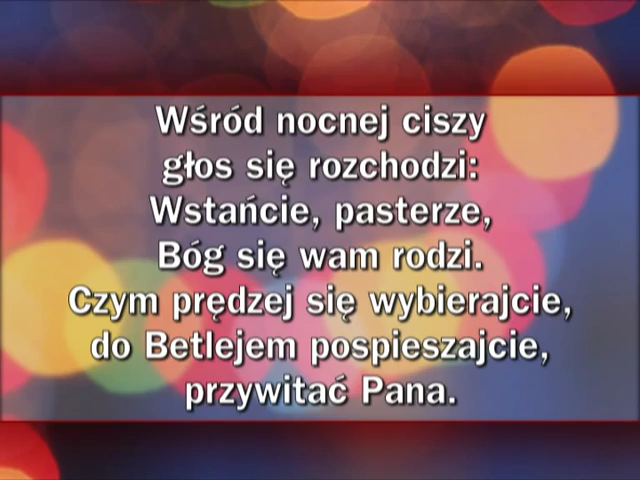 Wśród nocnej ciszy
głos się rozchodzi:
Wstańcie, pasterze,
Bóg się wam rodzi.
Czym prędzej się wybierajcie,
do Betlejem pospieszajcie,
przywitać Pana.